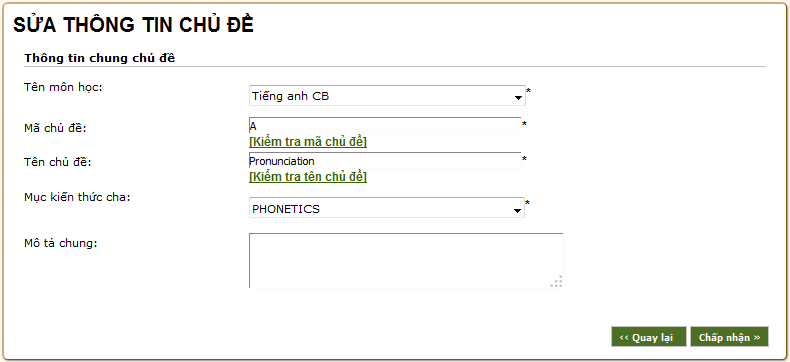 SỬA THÔNG TIN CHỦ ĐỀ
Thông tin chung chủ đề
Tên môn học:
Tiếng anh CB *
Mã chủ đề:
A *
[Kiểm tra mã chủ đề]
Tên chủ đề:
Pronunciation *
[Kiểm tra tên chủ đề]
Mục kiến thức cha:
PHONETICS *
Mô tả chung:
‹‹ Quay lại
Chấp nhận »